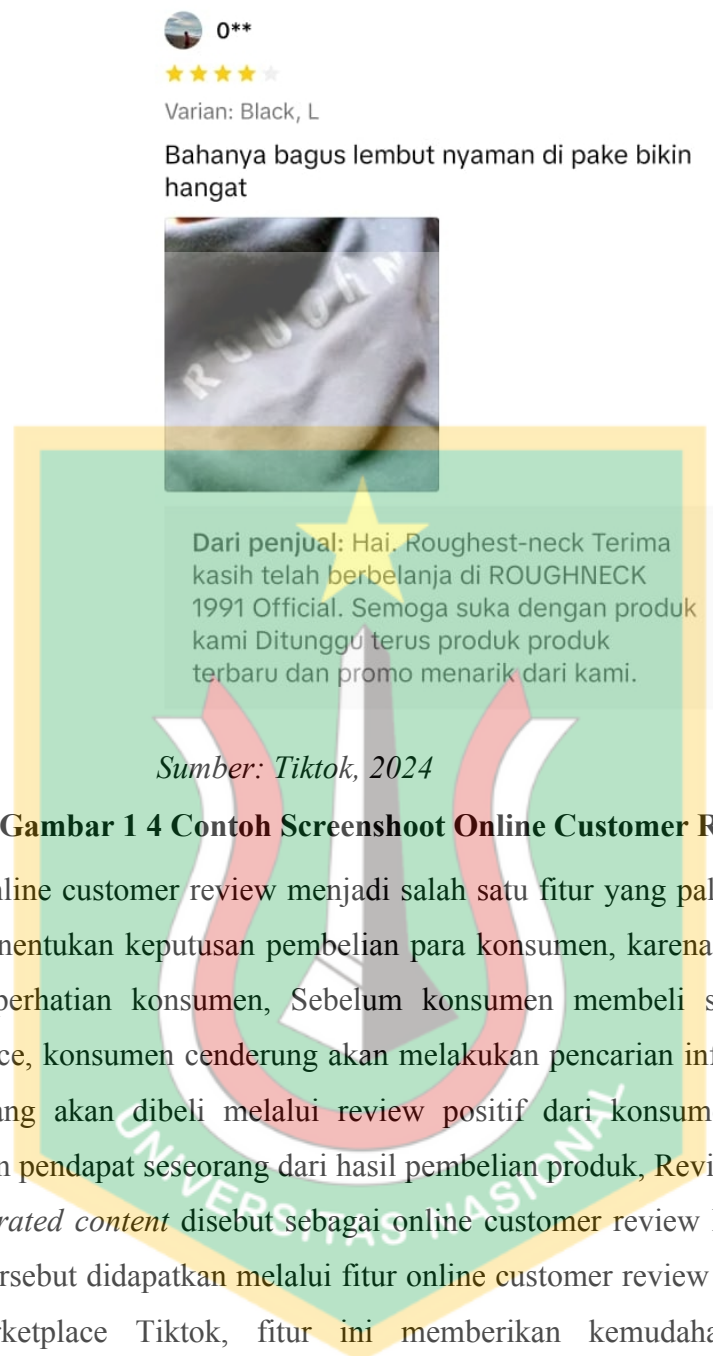 0**
Varian: Black, L
Bahanya bagus lembut nyaman di pake bikin
hangat
ROUGHN
Dari penjual: Hai. Roughest-neck Terima
kasih telah berbelanja di ROUGHNECK
1991 Official. Semoga suka dengan produk
kami Ditunggu terus produk produk
terbaru dan promo menarik dari kami.
Sumber: Tiktok, 2024
Gambar 1 4 Contoh Screenshoot Online Customer R
line customer review menjadi salah satu fitur yang pal
nentukan keputusan pembelian para konsumen, karena
perhatian konsumen, Sebelum konsumen membeli s
ce, konsumen cenderung akan melakukan pencarian inf
ang akan dibeli melalui review positif dari konsum
n pendapat seseorang dari hasil pembelian produk, Revi
rated content disebut sebagai online customer review
rsebut didapatkan melalui fitur online customer review
rketplace Tiktok, fitur ini memberikan kemudaha
UNIVERSITAS NASIONAL